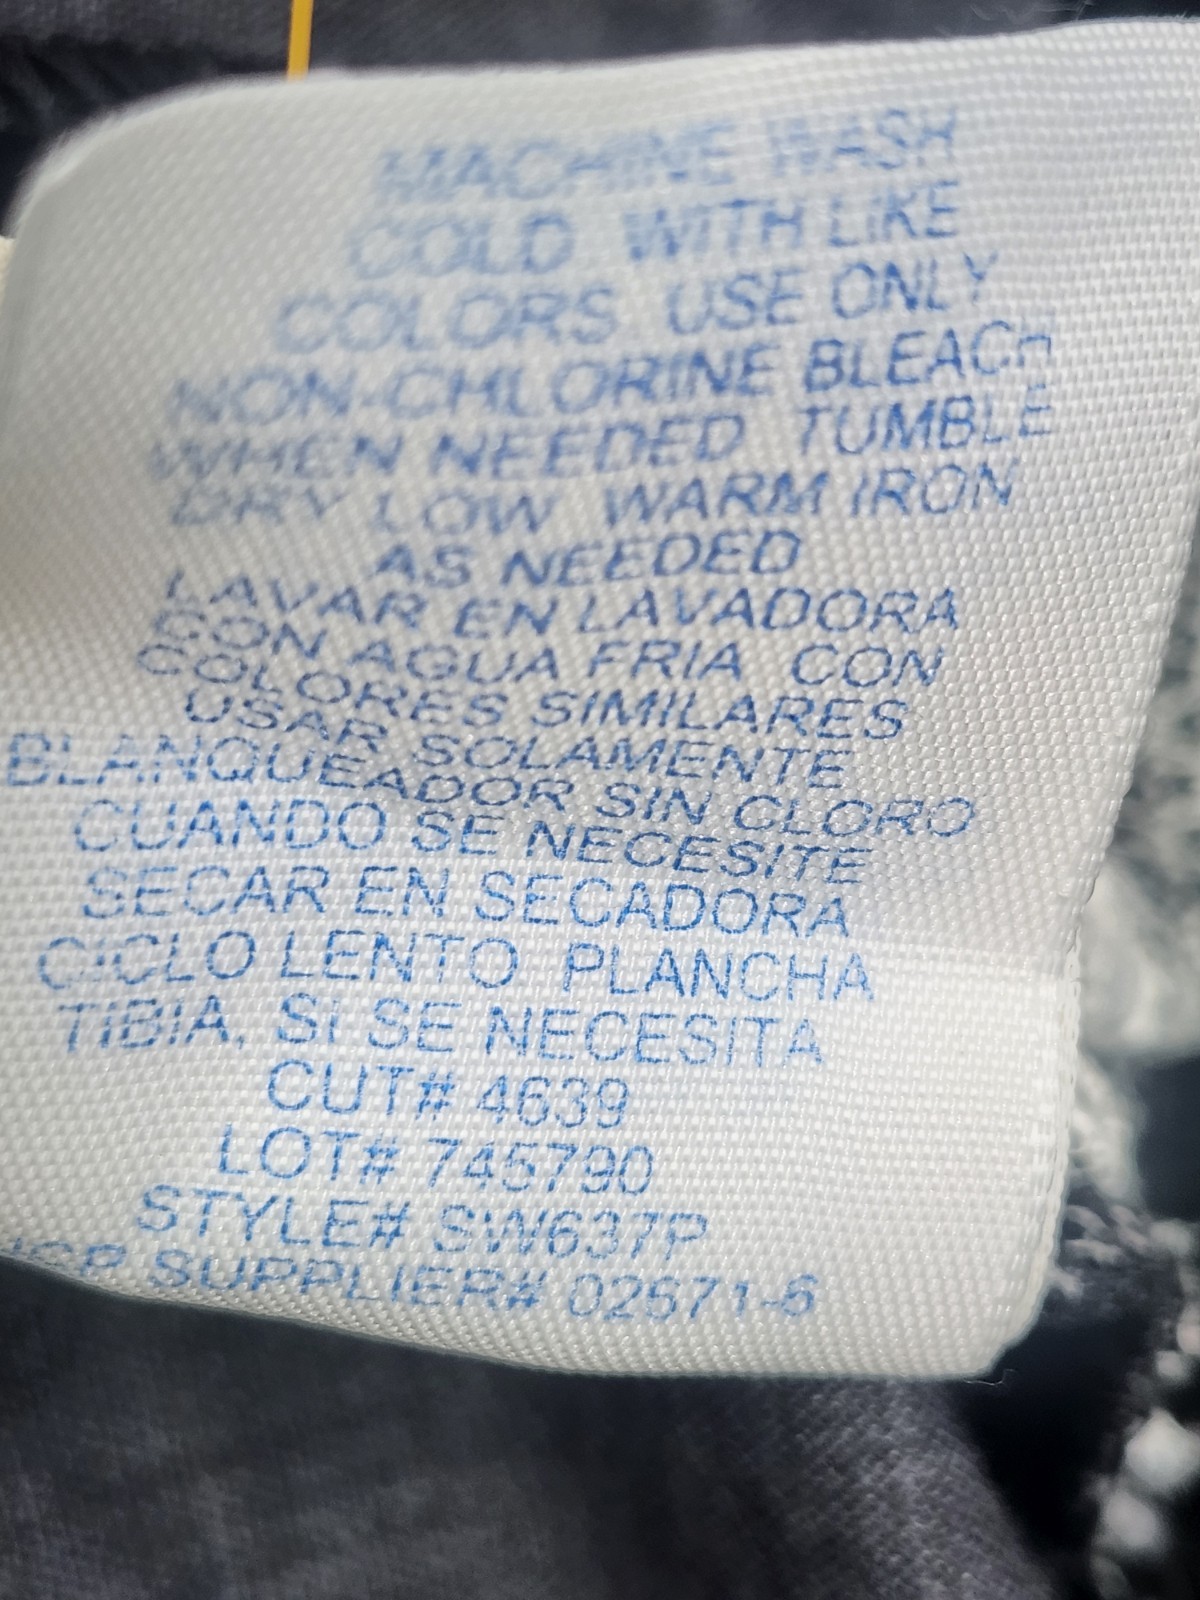 MACHINE WASH
COLD WITH LIKE
COLORS USE ONLY
NON-CHLORINE BLEACH
WHEN NEEDED TUMBLE
DRY LOW WARM IRON
AS NEEDED
LAVAR EN LAVADORA
CON AGUA FRIA CON
COLORES SIMILARES
USAR SOLAMENTE
BLANQUEADOR SIN CLORO
CUANDO SE NECESITE
SECAR EN SECADORA
CICLO LENTO PLANCHA
TIBIA, SI SE NECESITA
CUT# 4639
LOT# 745790
STYLE# SW637P
SUPPLIER# 02671-6